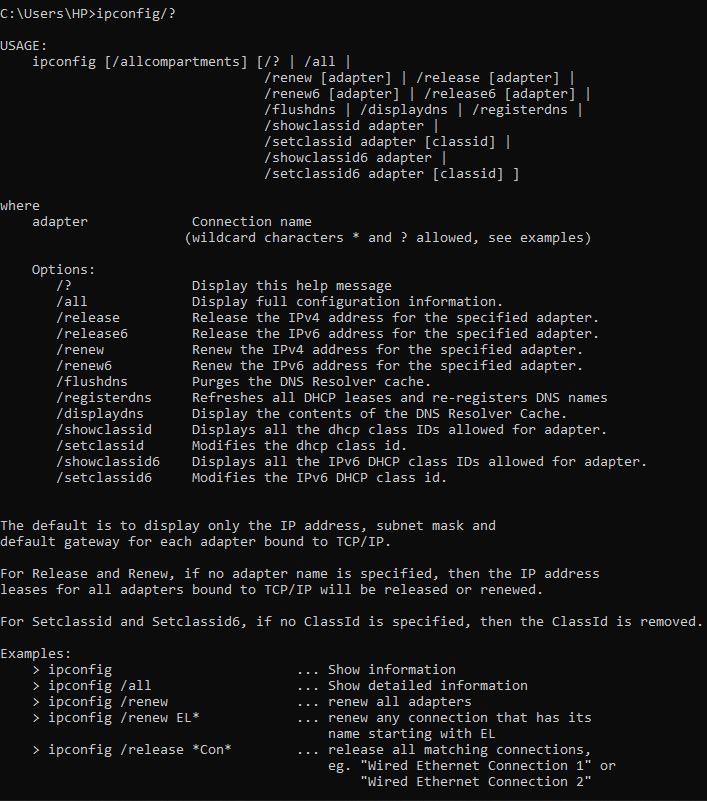 C:\Users\HP>ipconfig/?
USAGE:
ipconfig [/allcompartments] [/? | /all |
/renew [adapter] | /release [adapter] |
/renew6 [adapter] | /release6 [adapter] |
/flushdns | /displaydns | /registerdns |
/showclassid adapter |
/setclassid adapter [classid] |
/showclassid6 adapter |
/setclassid6 adapter [classid] ]
where
adapter Connection name
(wildcard characters * and ? allowed, see examples)
Options:
/? Display this help message
/all Display full configuration information.
/release Release the IPv4 address for the specified adapter.
/release6 Release the IPv6 address for the specified adapter.
/renew Renew the IPv4 address for the specified adapter.
/renew6 Renew the IPv6 address for the specified adapter.
/flushdns Purges the DNS Resolver cache.
/registerdns Refreshes all DHCP leases and re-registers DNS names
/displaydns Display the contents of the DNS Resolver Cache.
/showclassid Displays all the dhcp class IDs allowed for adapter.
/setclassid Modifies the dhcp class id.
/showclassid6 Displays all the IPv6 DHCP class IDs allowed for adapter.
/setclassid6 Modifies the IPv6 DHCP class id.
The default is to display only the IP address, subnet mask and
default gateway for each adapter bound to TCP/IP.
For Release and Renew, if no adapter name is specified, then the IP address
leases for all adapters bound to TCP/IP will be released or renewed.
For Setclassid and Setclassid6, if no ClassId is specified, then the ClassId is removed.
Examples:
> ipconfig ... Show information
> ipconfig /all ... Show detailed information
> ipconfig /renew ... renew all adapters
> ipconfig /renew EL* ... renew any connection that has its
name starting with EL
> ipconfig /release *Con* ... release all matching connections,
eg. "Wired Ethernet Connection 1" or
"Wired Ethernet Connection 2"